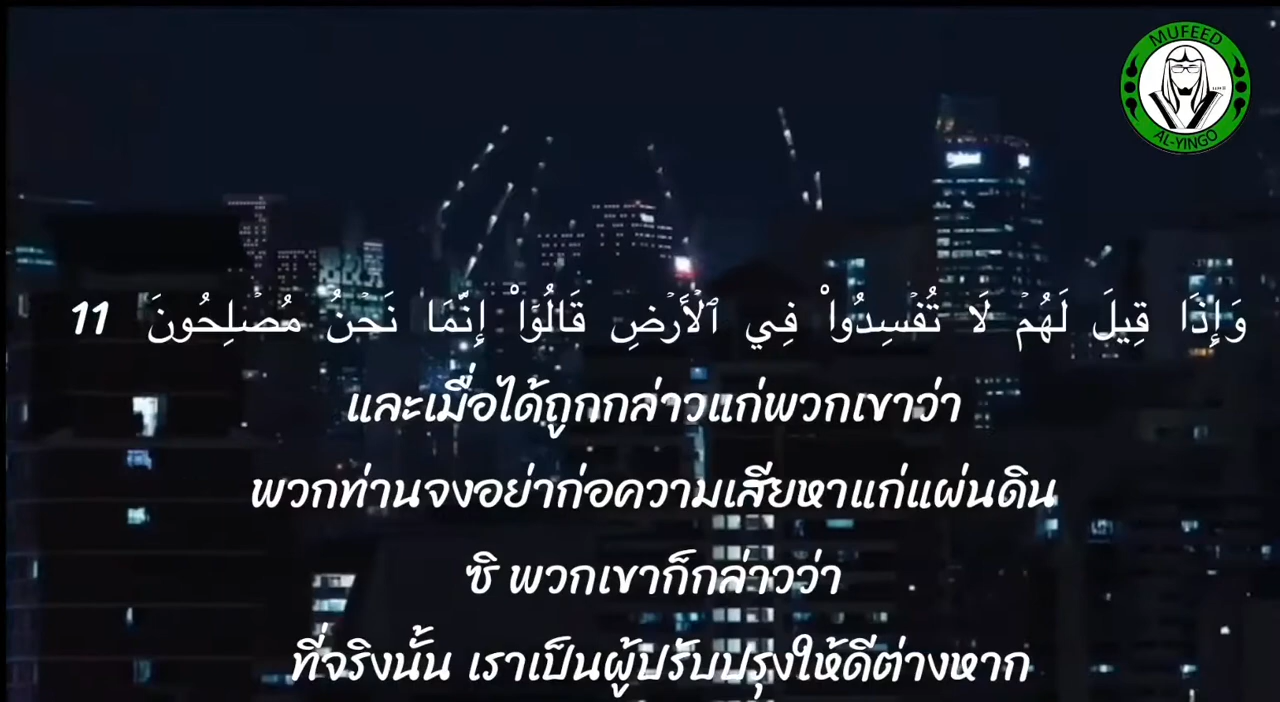 MUFEED
AL-YINGO
وَإِذَا قِيلَ لَهُمۡ لَا تُفۡسِدُواْ فِي ٱلۡأَرۡضِ قَالُوٓاْ إِنَّمَا نَحۡنُ مُصۡلِحُونَ 11
และเมื่อได้ถูกกล่าวแก่พวกเขาว่า
พวกท่านจงอย่าก่อความเสียหาแก่แผ่นดิน
ซิ พวกเขาก็กล่าวว่า
ที่จริงนั้น เราเป็นผู้ปรับปรุงให้ดีต่างหาก